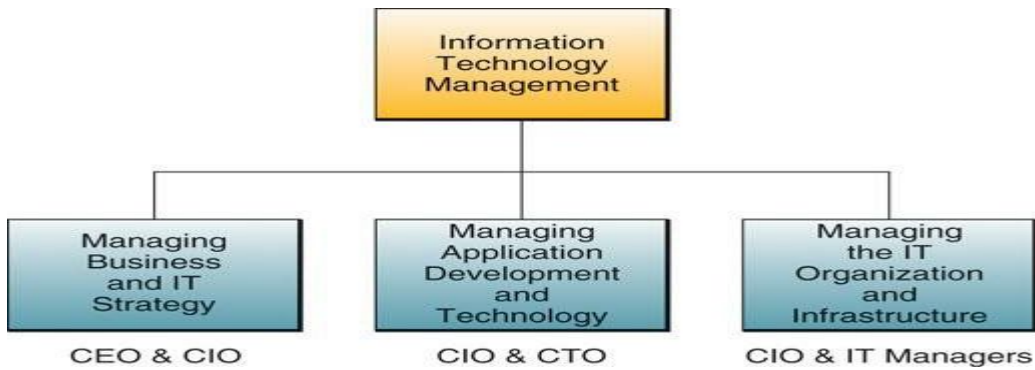 Information
Technology
Management
Managing
Business
and IT
Strategy
Managing
Application
Development
and
Technology
Managing
the IT
Organization
and
Infrastructure
CEO & CIO
CIO & CTO
CIO & IT Managers